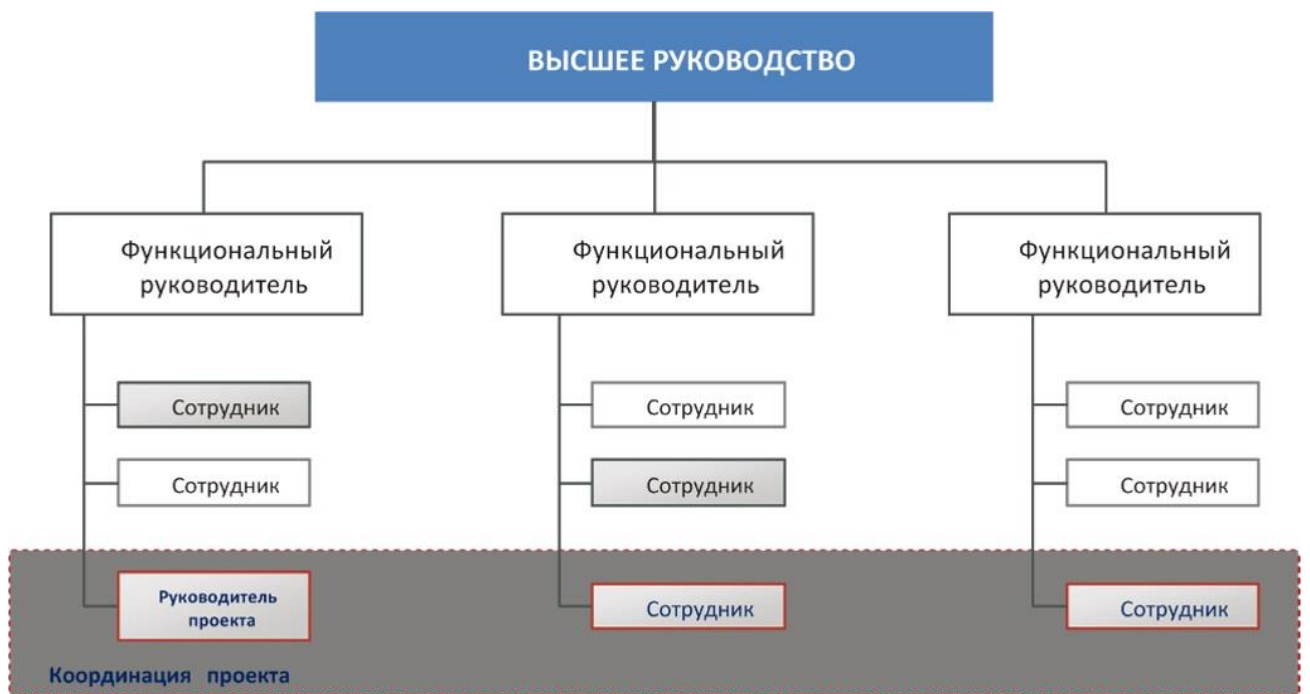 ВЫСШЕЕ РУКОВОДСТВО
Функциональный
руководитель
Функциональный
руководитель
Функциональный
руководитель
Сотрудник
Сотрудник
Сотрудник
Сотрудник
Сотрудник
Сотрудник
Руководитель
проекта
Сотрудник
Сотрудник
Координация проекта